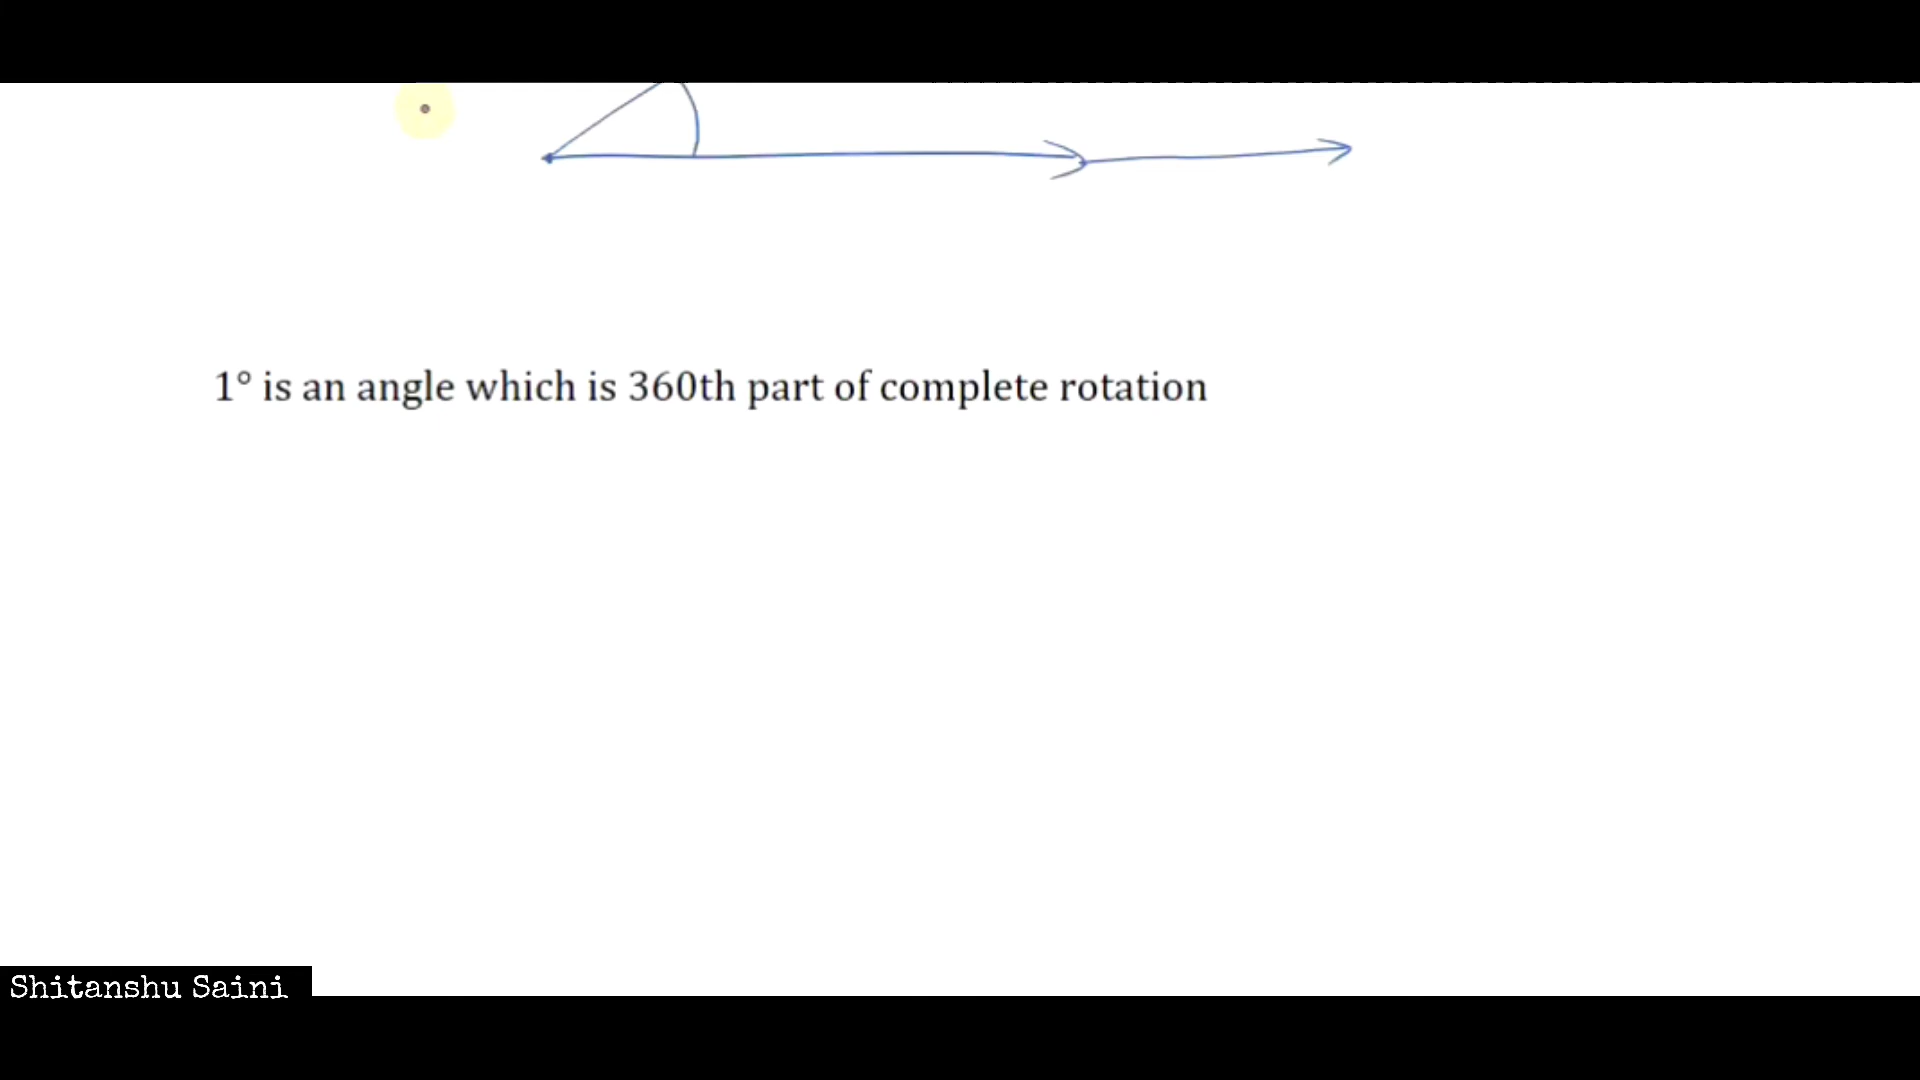 1° is an angle which is 360th part of complete rotation
Shitanshu Saini